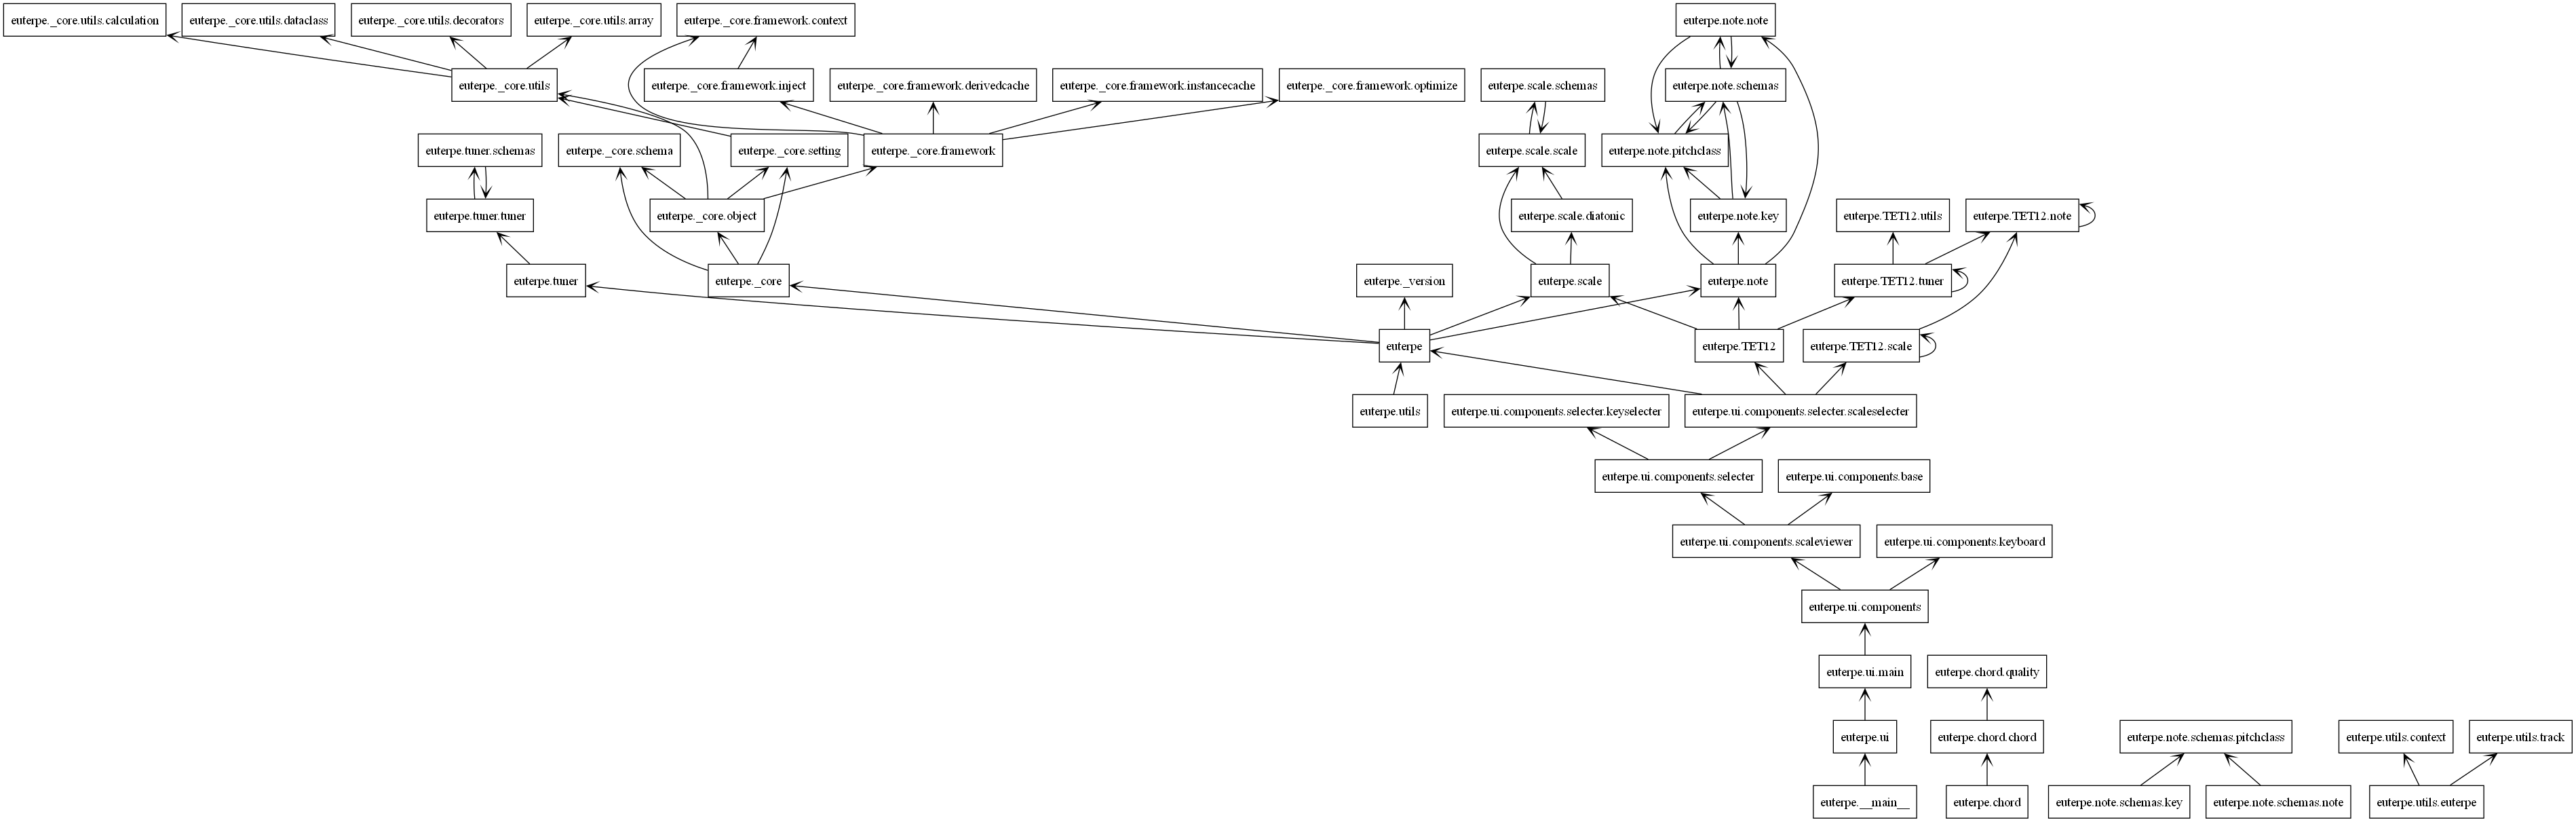 euterpe._core.utils.calculation
euterpe._core.utils.dataclass
euterpe._core.utils.decorators
euterpe._core.utils.array
euterpe._core.framework.context
euterpe.note.note
euterpe._core.utils
euterpe._core.framework.inject
euterpe._core.framework.derivedcache
euterpe._core.framework.instancecache
euterpe._core.framework.optimize
euterpe.scale.schemas
euterpe.note.schemas
euterpe.tuner.schemas
euterpe._core.schema
euterpe._core.setting
euterpe._core.framework
euterpe.scale.scale
euterpe.note.pitchclass
euterpe.tuner.tuner
euterpe._core.object
euterpe.scale.diatonic
euterpe.note.key
euterpe.TET12.utils
euterpe.TET12.note
euterpe.tuner
euterpe._core
euterpe._version
euterpe.scale
euterpe.note
euterpe.TET12.tuner
euterpe
euterpe.TET12
euterpe.TET12.scale
euterpe.utils
euterpe.ui.components.selecter.keyselecter
euterpe.ui.components.selecter.scaleselecter
euterpe.ui.components.selecter
euterpe.ui.components.base
euterpe.ui.components.scaleviewer
euterpe.ui.components.keyboard
euterpe.ui.components
euterpe.ui.main
euterpe.chord.quality
euterpe.ui
euterpe.chord.chord
euterpe.note.schemas.pitchclass
euterpe.utils.context
euterpe.utils.track
euterpe.__main__
euterpe.chord
euterpe.note.schemas.key
euterpe.note.schemas.note
euterpe.utils.euterpe